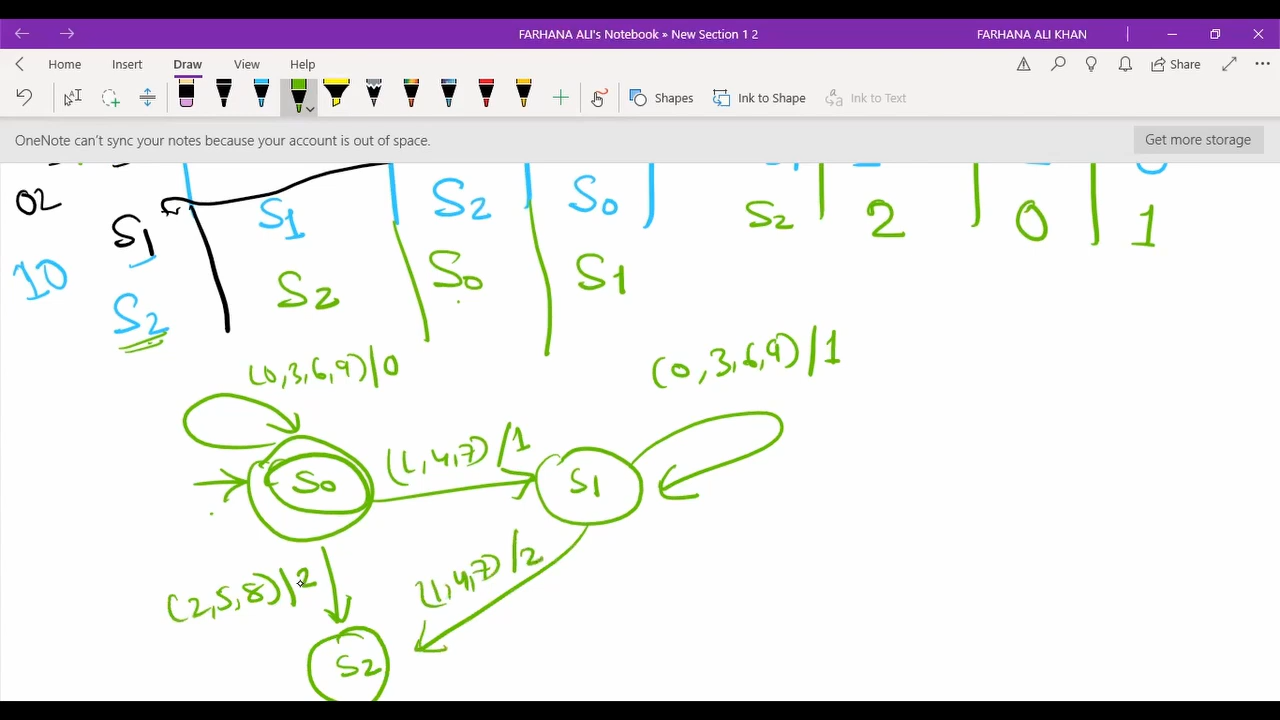 FARHANA ALI's Notebook » New Section 1 2
FARHANA ALI KHAN
Home Insert Draw View Help
Share
Shapes
Ink to Shape
Ink to Text
OneNote can't sync your notes because your account is out of space.
Get more storage
02 S1 S1 S2 S0
S2 2 0 1
10 S2 S2 S0 S1
(0,3,6,9)/0
(0,3,6,9)/1
(1,4,7)/1
S0
S1
(1,4,7)/2
(2,5,8)/2
S2